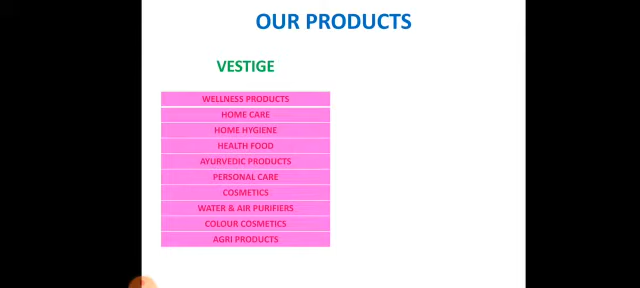 OUR PRODUCTS
VESTIGE
WELLNESS PRODUCTS
HOME CARE
HOME HYGIENE
HEALTH FOOD
AYURVEDIC PRODUCTS
PERSONAL CARE
COSMETICS
WATER & AIR PURIFIERS
COLOUR COSMETICS
AGRI PRODUCTS